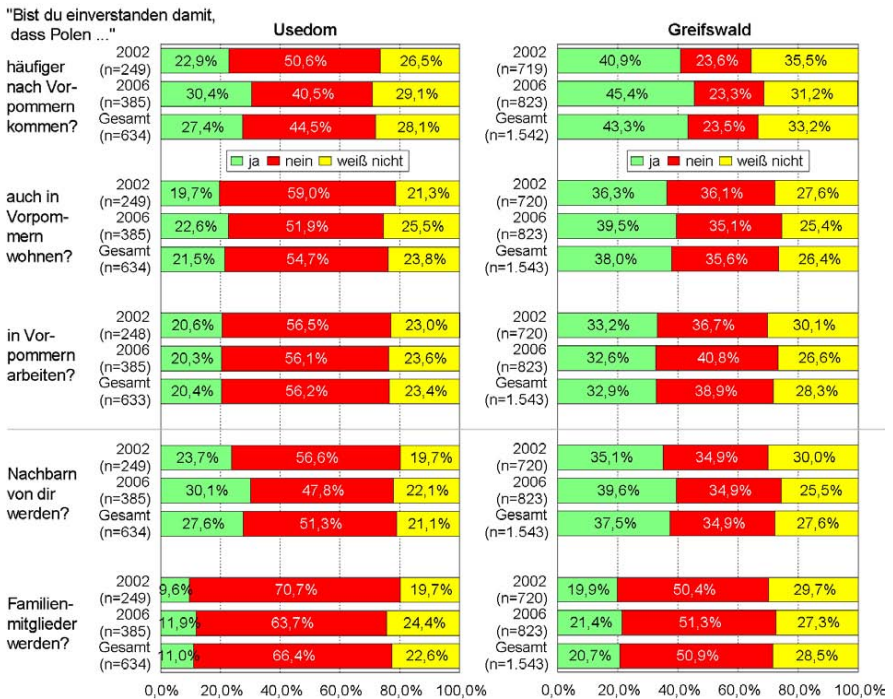 "Bist du einverstanden damit,
dass Polen ..."
Usedom
Greifswald
häufiger
nach Vor-
pommern
kommen?
2002
(n=249)
22,9% 50,6% 26,5%
2006
(n=385)
30,4% 40,5% 29,1%
Gesamt
(n=634)
27,4% 44,5% 28,1%
2002
(n=719)
40,9% 23,6% 35,5%
2006
(n=823)
45,4% 23,3% 31,2%
Gesamt
(n=1.542)
43,3% 23,5% 33,2%
ja nein weiß nicht
ja nein weiß nicht
auch in
Vorpom-
mern
wohnen?
2002
(n=249)
19,7% 59,0% 21,3%
2006
(n=385)
22,6% 51,9% 25,5%
Gesamt
(n=634)
21,5% 54,7% 23,8%
2002
(n=720)
36,3% 36,1% 27,6%
2006
(n=823)
39,5% 35,1% 25,4%
Gesamt
(n=1.543)
38,0% 35,6% 26,4%
in Vor-
pommern
arbeiten?
2002
(n=248)
20,6% 56,5% 23,0%
2006
(n=385)
20,3% 56,1% 23,6%
Gesamt
(n=633)
20,4% 56,2% 23,4%
2002
(n=720)
33,2% 36,7% 30,1%
2006
(n=823)
32,6% 40,8% 26,6%
Gesamt
(n=1.543)
32,9% 38,9% 28,3%
Nachbarn
von dir
werden?
2002
(n=249)
23,7% 56,6% 19,7%
2006
(n=385)
30,1% 47,8% 22,1%
Gesamt
(n=634)
27,6% 51,3% 21,1%
2002
(n=720)
35,1% 34,9% 30,0%
2006
(n=823)
39,6% 34,9% 25,5%
Gesamt
(n=1.543)
37,5% 34,9% 27,6%
Familien-
mitglieder
werden?
2002
(n=249)
9,6% 70,7% 19,7%
2006
(n=385)
11,9% 63,7% 24,4%
Gesamt
(n=634)
11,0% 66,4% 22,6%
2002
(n=720)
19,9% 50,4% 29,7%
2006
(n=823)
21,4% 51,3% 27,3%
Gesamt
(n=1.543)
20,7% 50,9% 28,5%
0,0% 20,0% 40,0% 60,0% 80,0% 100,0%
0,0% 20,0% 40,0% 60,0% 80,0% 100,0%